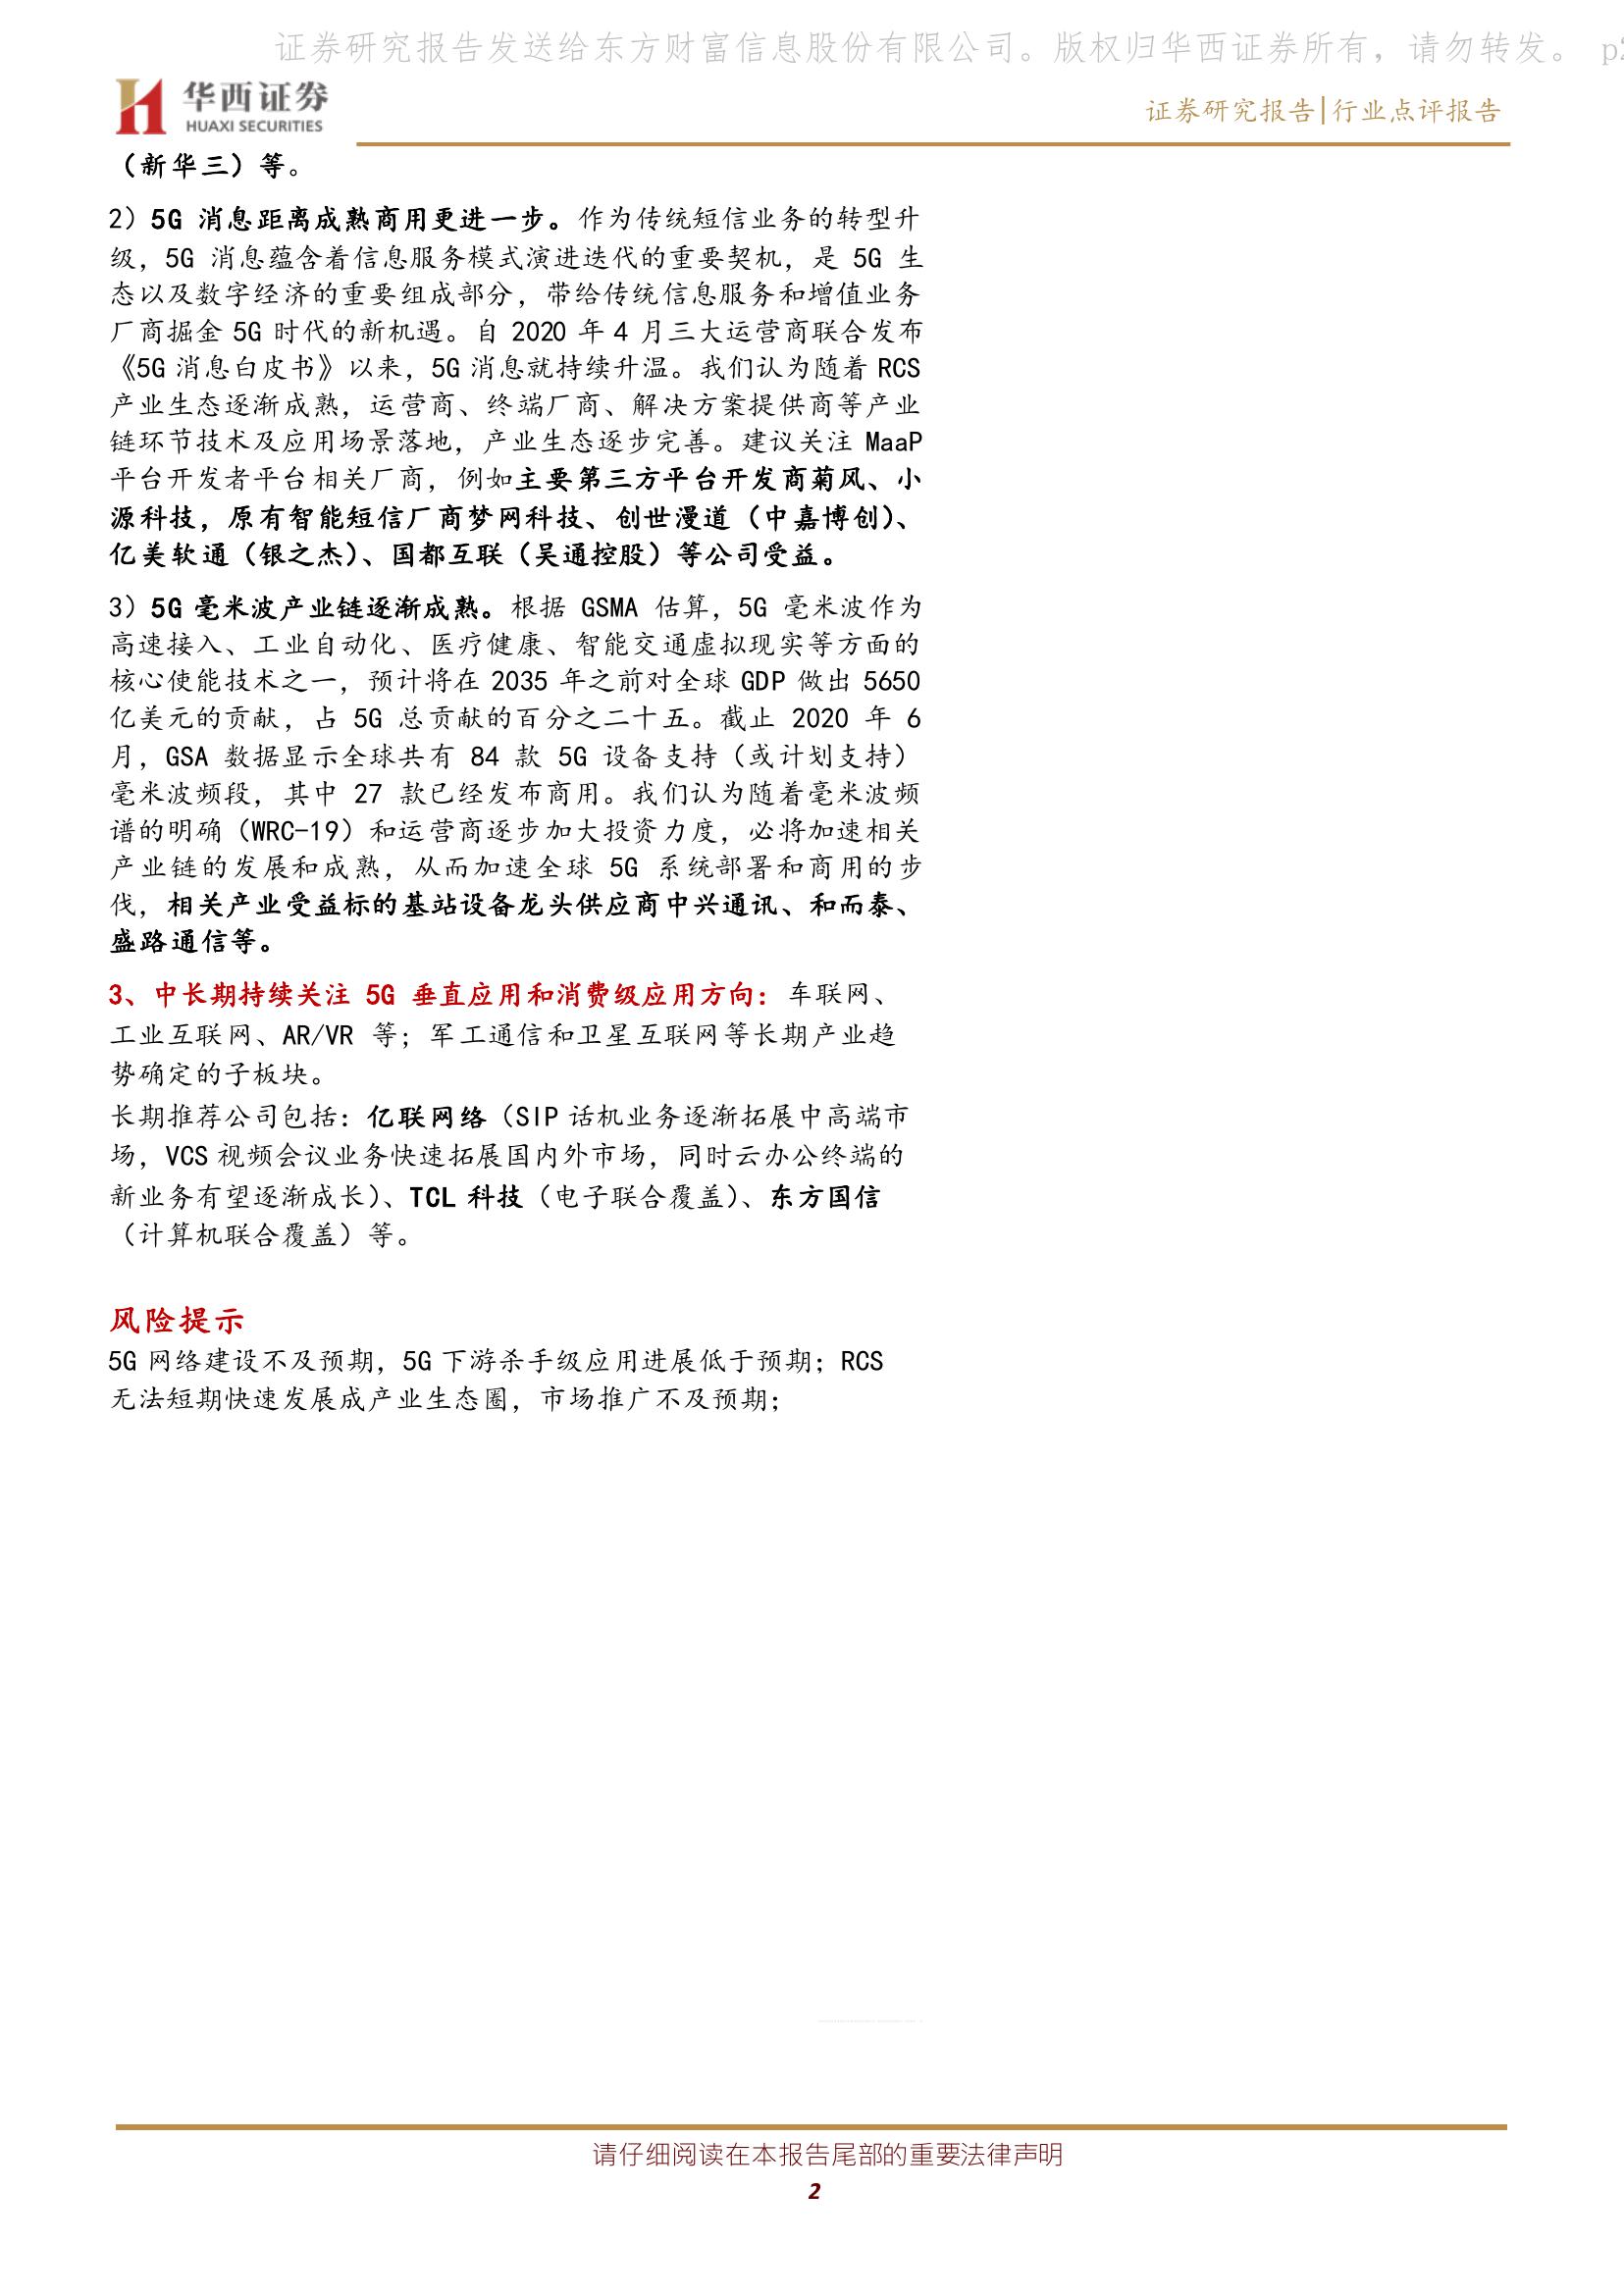 证券研究报告发送给东方财富信息股份有限公司。版权归华西证券所有，请勿转发。 p2
华西证券
HUAXI SECURITIES
证券研究报告|行业点评报告
（新华三）等。
2）5G 消息距离成熟商用更进一步。作为传统短信业务的转型升
级，5G 消息蕴含着信息服务模式演进迭代的重要契机，是 5G 生
态以及数字经济的重要组成部分，带给传统信息服务和增值业务
厂商掘金 5G 时代的新机遇。自 2020 年 4 月三大运营商联合发布
《5G 消息白皮书》以来，5G 消息就持续升温。我们认为随着 RCS
产业生态逐渐成熟，运营商、终端厂商、解决方案提供商等产业
链环节技术及应用场景落地，产业生态逐步完善。建议关注 MaaP
平台开发者平台相关厂商，例如主要第三方平台开发商菊风、小
源科技，原有智能短信厂商梦网科技、创世漫道（中嘉博创）、
亿美软通（银之杰）、国都互联（吴通控股）等公司受益。
3）5G 毫米波产业链逐渐成熟。根据 GSMA 估算，5G 毫米波作为
高速接入、工业自动化、医疗健康、智能交通虚拟现实等方面的
核心使能技术之一，预计将在 2035 年之前对全球 GDP 做出 5650
亿美元的贡献，占 5G 总贡献的百分之二十五。截止 2020 年 6
月，GSA 数据显示全球共有 84 款 5G 设备支持（或计划支持）
毫米波频段，其中 27 款已经发布商用。我们认为随着毫米波频
谱的明确（WRC-19）和运营商逐步加大投资力度，必将加速相关
产业链的发展和成熟，从而加速全球 5G 系统部署和商用的步
伐，相关产业受益标的基站设备龙头供应商中兴通讯、和而泰、
盛路通信等。
3、中长期持续关注 5G 垂直应用和消费级应用方向：车联网、
工业互联网、AR/VR 等；军工通信和卫星互联网等长期产业趋
势确定的子板块。
长期推荐公司包括：亿联网络（SIP 话机业务逐渐拓展中高端市
场，VCS 视频会议业务快速拓展国内外市场，同时云办公终端的
新业务有望逐渐成长）、TCL 科技（电子联合覆盖）、东方国信
（计算机联合覆盖）等。
风险提示
5G 网络建设不及预期，5G 下游杀手级应用进展低于预期；RCS
无法短期快速发展成产业生态圈，市场推广不及预期；
请仔细阅读在本报告尾部的重要法律声明
2